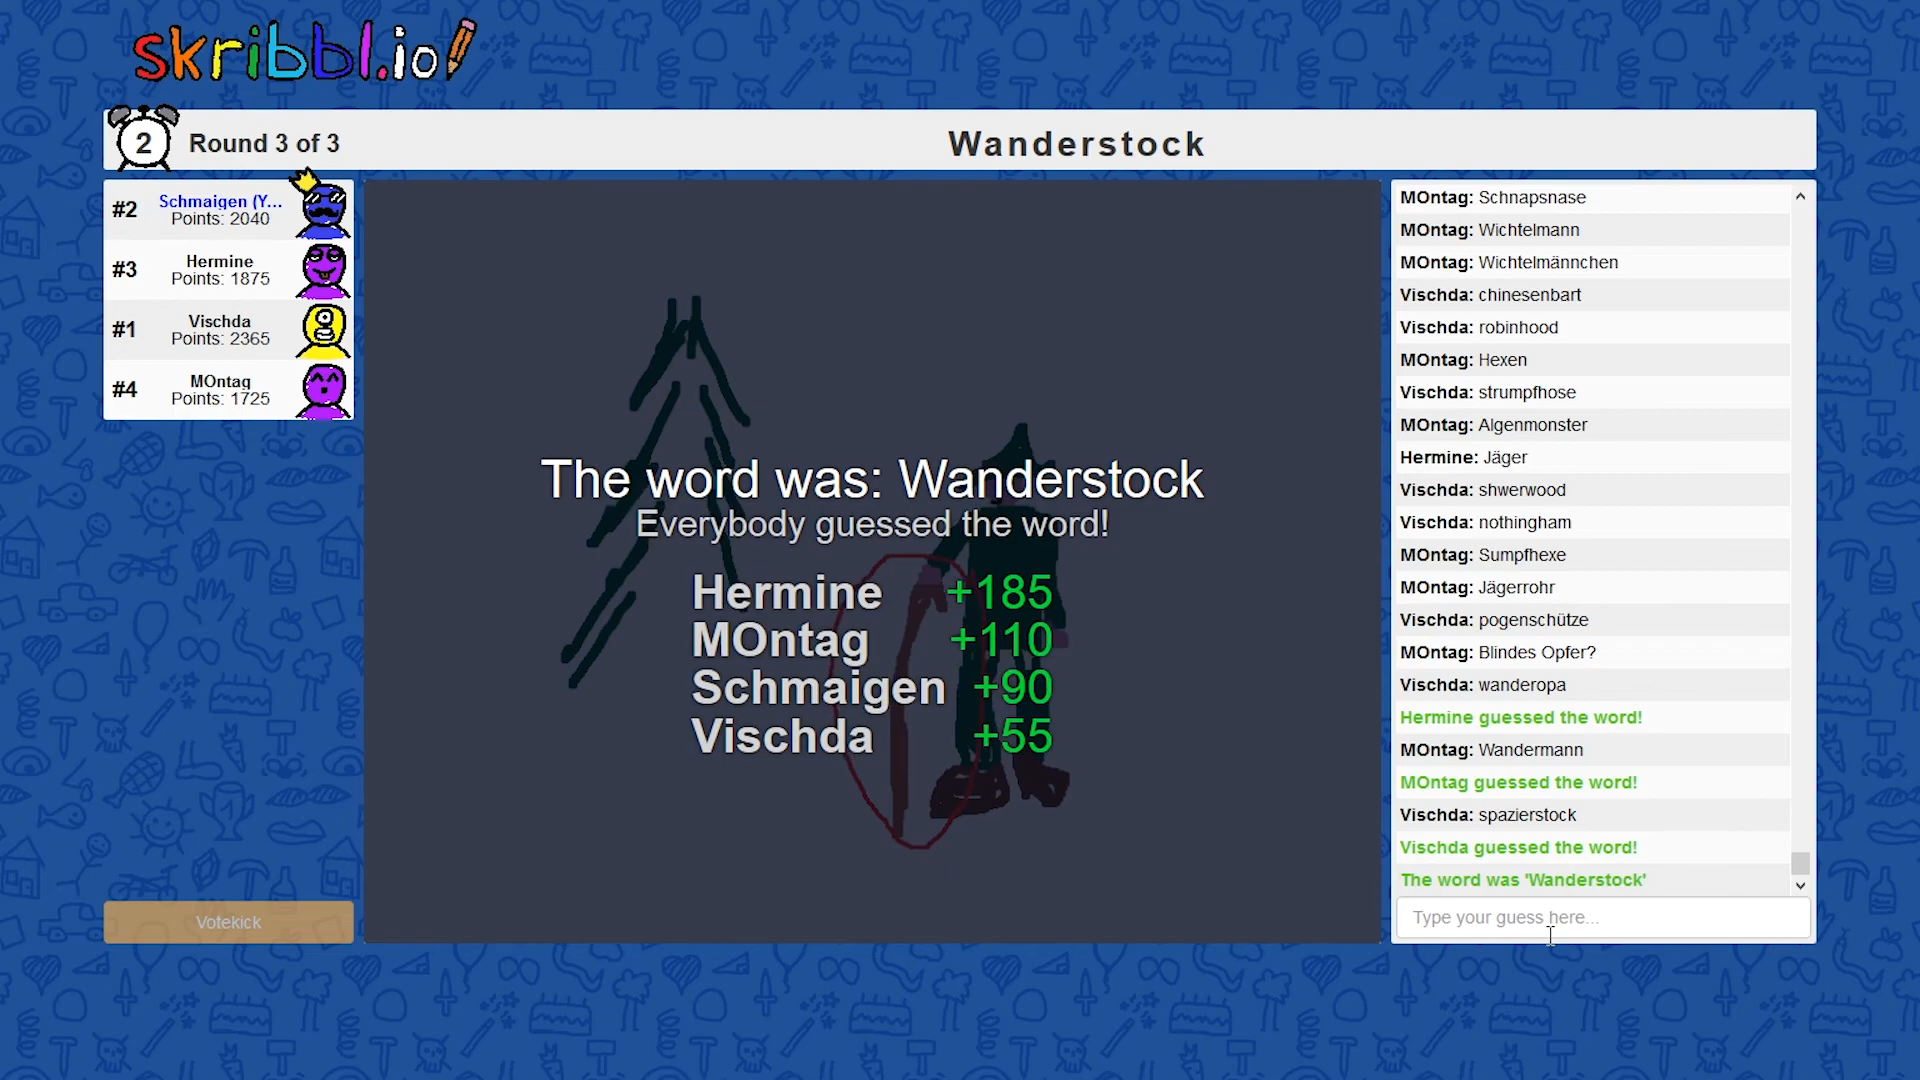 skribbl.io
2 Round 3 of 3
Wanderstock
#2 Schmaigen (Y...
Points: 2040
#3 Hermine
Points: 1875
#1 Vischda
Points: 2365
#4 MOntag
Points: 1725
Votekick
The word was: Wanderstock
Everybody guessed the word!
Hermine +185
MOntag +110
Schmaigen +90
Vischda +55
MOntag: Schnapsnase
MOntag: Wichtelmann
MOntag: Wichtelmännchen
Vischda: chinesenbart
Vischda: robinhood
MOntag: Hexen
Vischda: strumpfhose
MOntag: Algenmonster
Hermine: Jäger
Vischda: shwerwood
Vischda: nothingham
MOntag: Sumpfhexe
MOntag: Jägerrohr
Vischda: pogenschütze
MOntag: Blindes Opfer?
Vischda: wanderopa
Hermine guessed the word!
MOntag: Wandermann
MOntag guessed the word!
Vischda: spazierstock
Vischda guessed the word!
The word was 'Wanderstock'
Type your guess here...